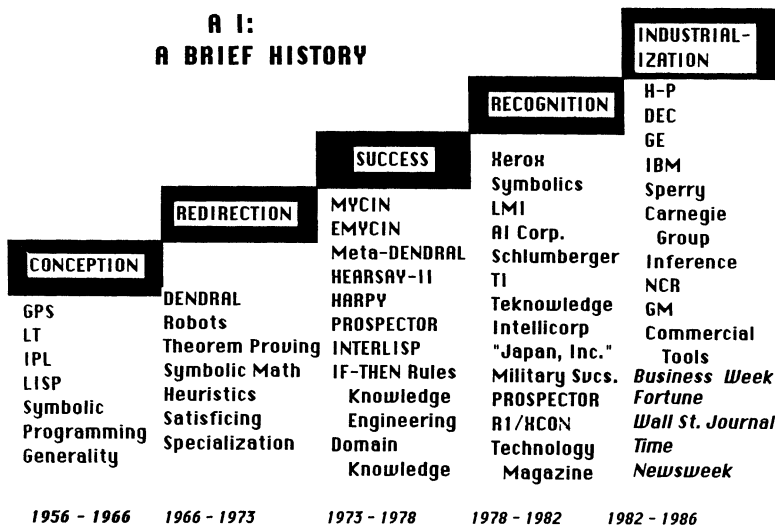 A I:
A BRIEF HISTORY
CONCEPTION
GPS
LT
IPL
LISP
Symbolic
Programming
Generality
1956 - 1966
REDIRECTION
DENDRAL
Robots
Theorem Proving
Symbolic Math
Heuristics
Satisficing
Specialization
1966 - 1973
SUCCESS
MYCIN
EMYCIN
Meta-DENDRAL
HEARSAY-II
HARPY
PROSPECTOR
INTERLISP
IF-THEN Rules
Knowledge
Engineering
Domain
Knowledge
1973 - 1978
RECOGNITION
Xerox
Symbolics
LMI
AI Corp.
Schlumberger
TI
Teknowledge
Intellicorp
"Japan, Inc."
Military Svcs.
PROSPECTOR
R1/XCON
Technology
Magazine
1978 - 1982
INDUSTRIAL-
IZATION
H-P
DEC
GE
IBM
Sperry
Carnegie
Group
Inference
NCR
GM
Commercial
Tools
Business Week
Fortune
Wall St. Journal
Time
Newsweek
1982 - 1986